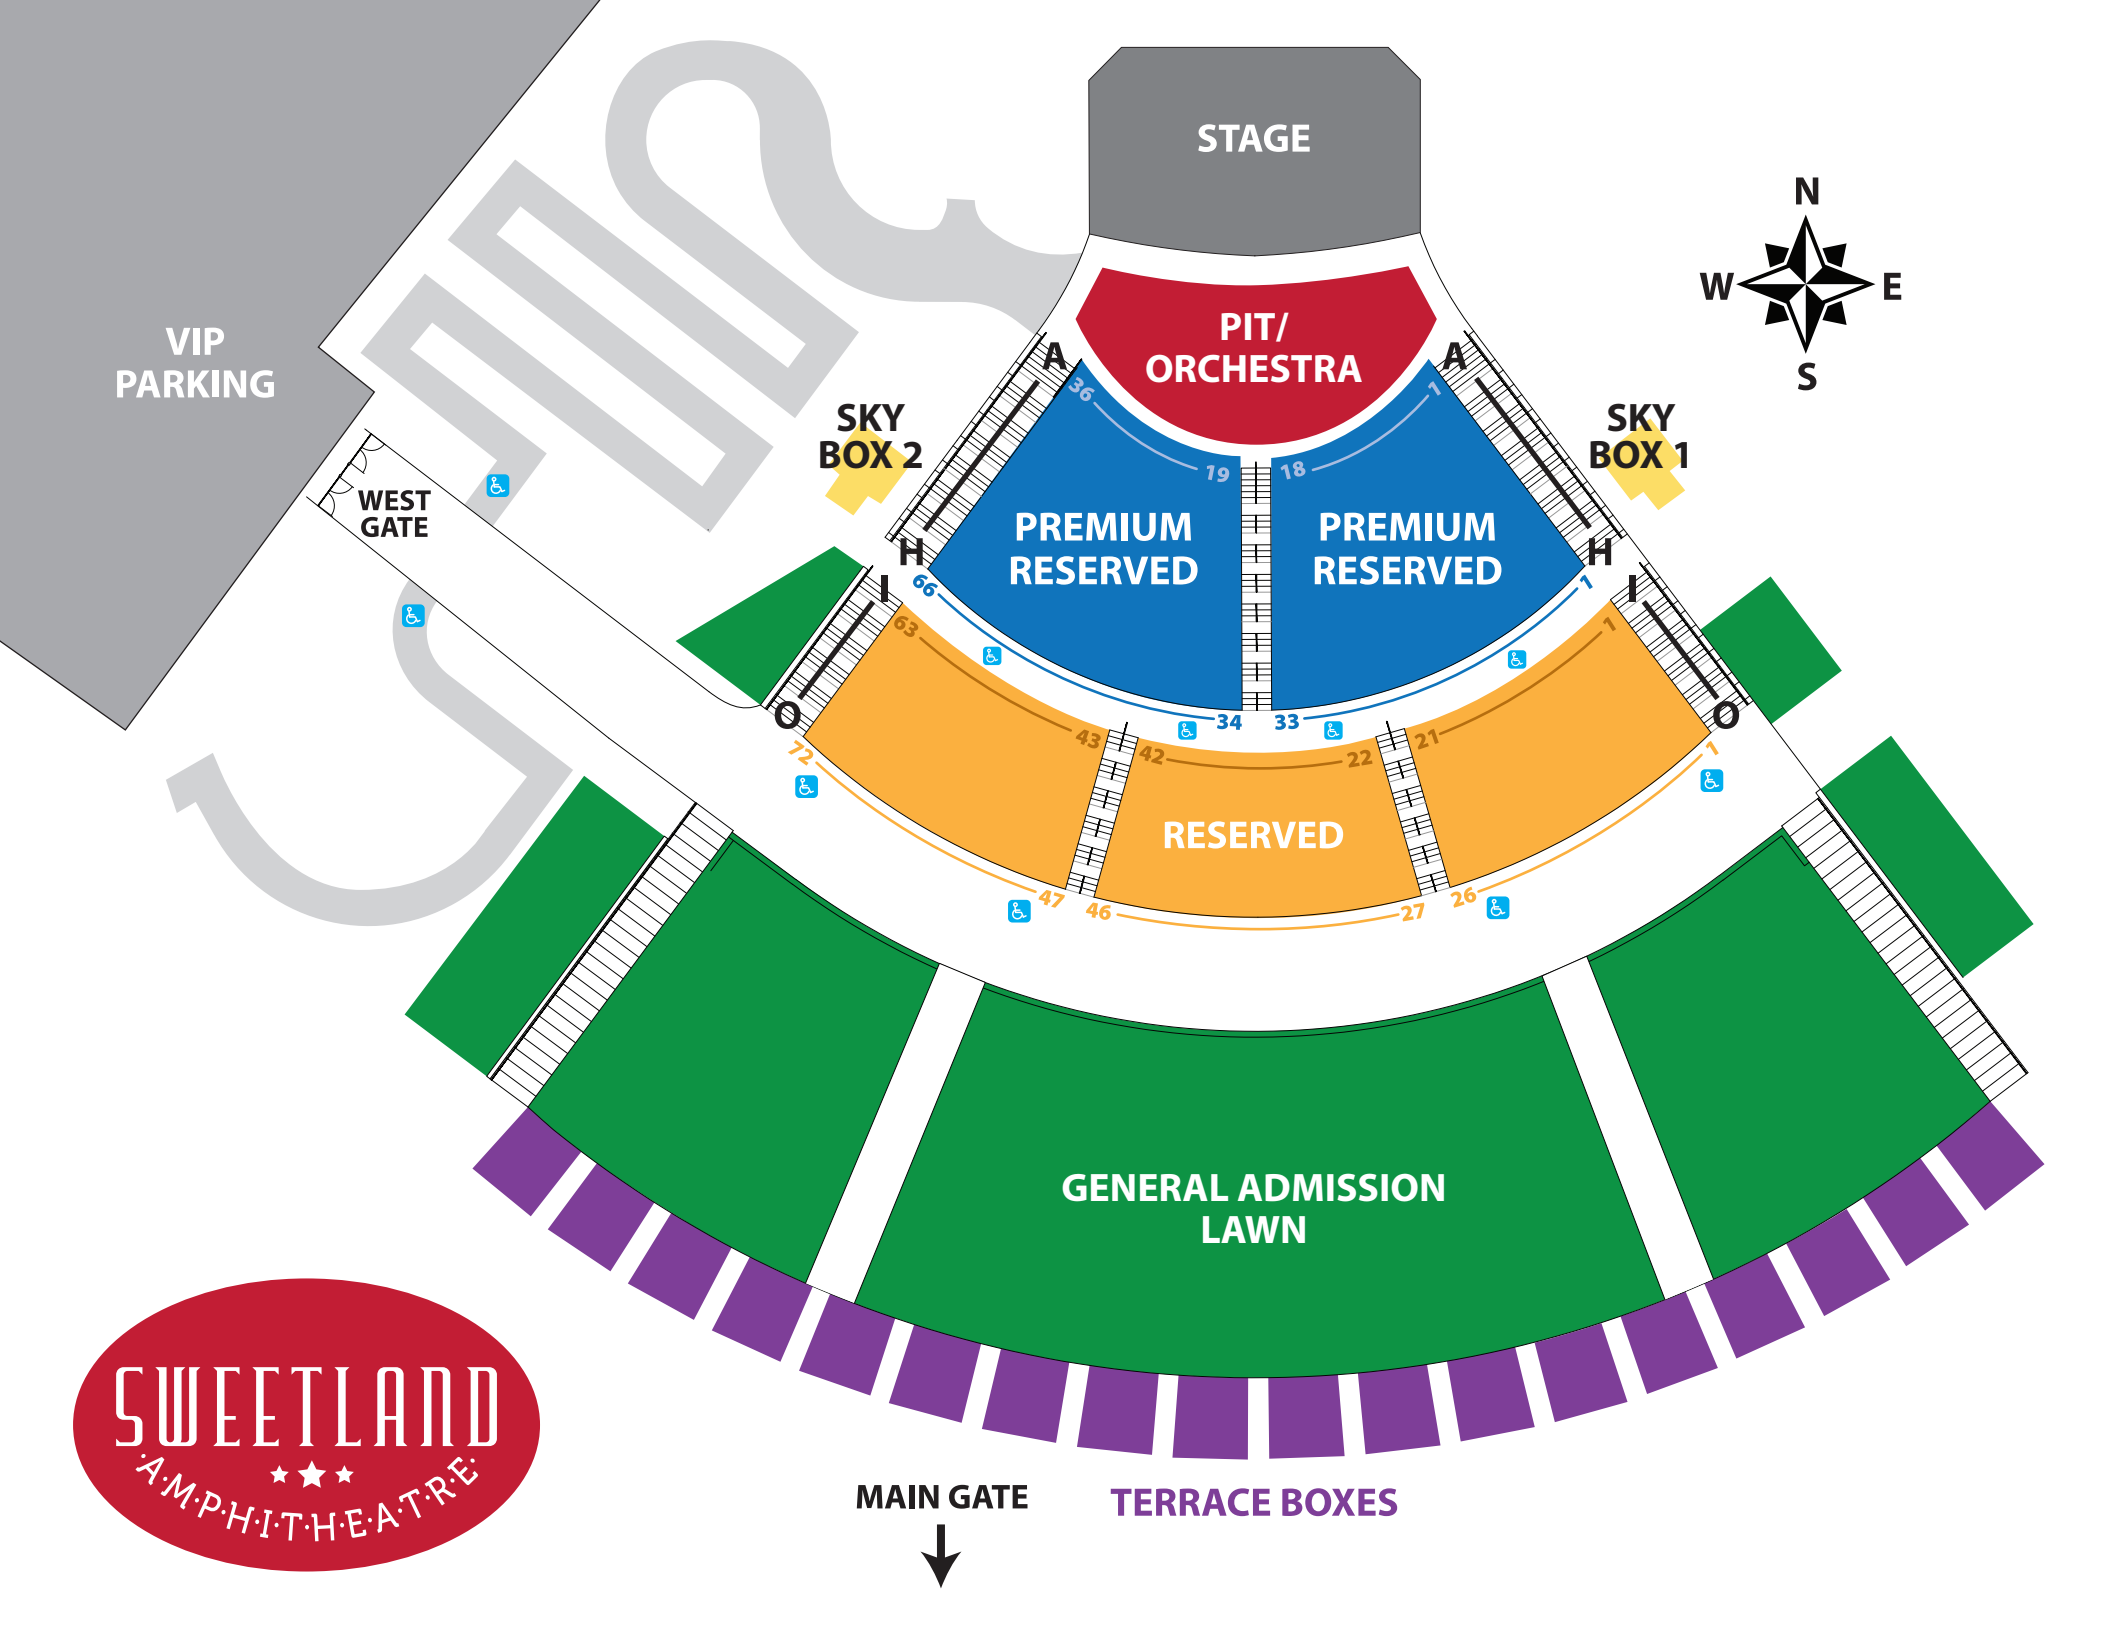 STAGE
N
W
E
S
VIP
PARKING
PIT/
ORCHESTRA
A
A
36
1
SKY
BOX 2
SKY
BOX 1
19
18
WEST
GATE
PREMIUM
RESERVED
PREMIUM
RESERVED
H
H
I
I
66
1
63
1
O
O
34
33
43
42
22
21
72
1
RESERVED
47
46
27
26
GENERAL ADMISSION
LAWN
SWEETLAND
·A·M·P·H·I·T·H·E·A·T·R·E·
MAIN GATE
TERRACE BOXES